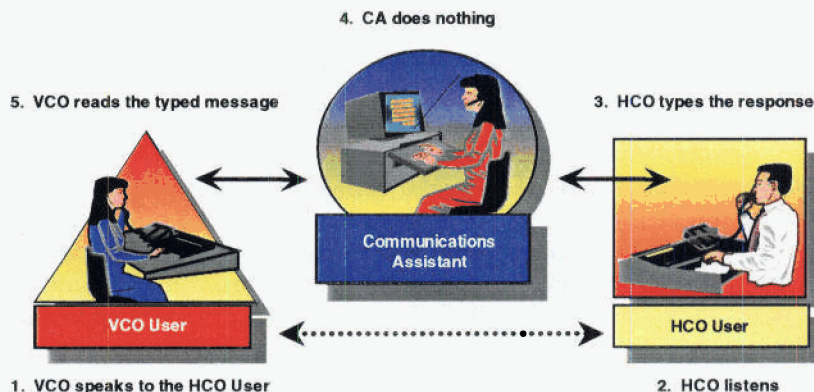 4. CA does nothing
5. VCO reads the typed message
3. HCO types the response
Communications
Assistant
VCO User
HCO User
1. VCO speaks to the HCO User
2. HCO listens